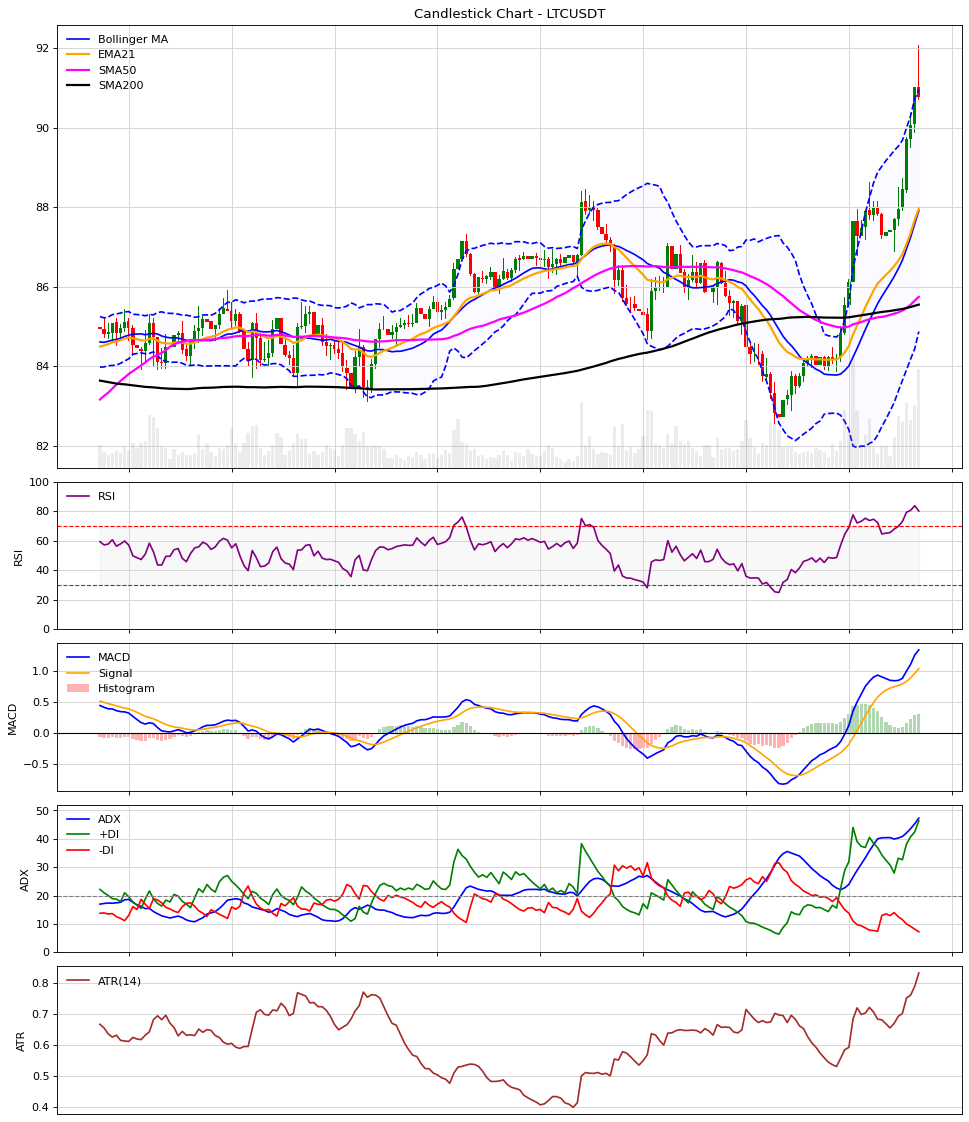 Candlestick Chart - LTCUSDT
Bollinger MA
EMA21
SMA50
SMA200
92
90
88
86
84
82
RSI
100
80
60
40
20
0
RSI
MACD
Signal
Histogram
1.0
0.5
0.0
−0.5
MACD
ADX
+DI
-DI
50
40
30
20
10
0
ADX
ATR(14)
0.8
0.7
0.6
0.5
0.4
ATR